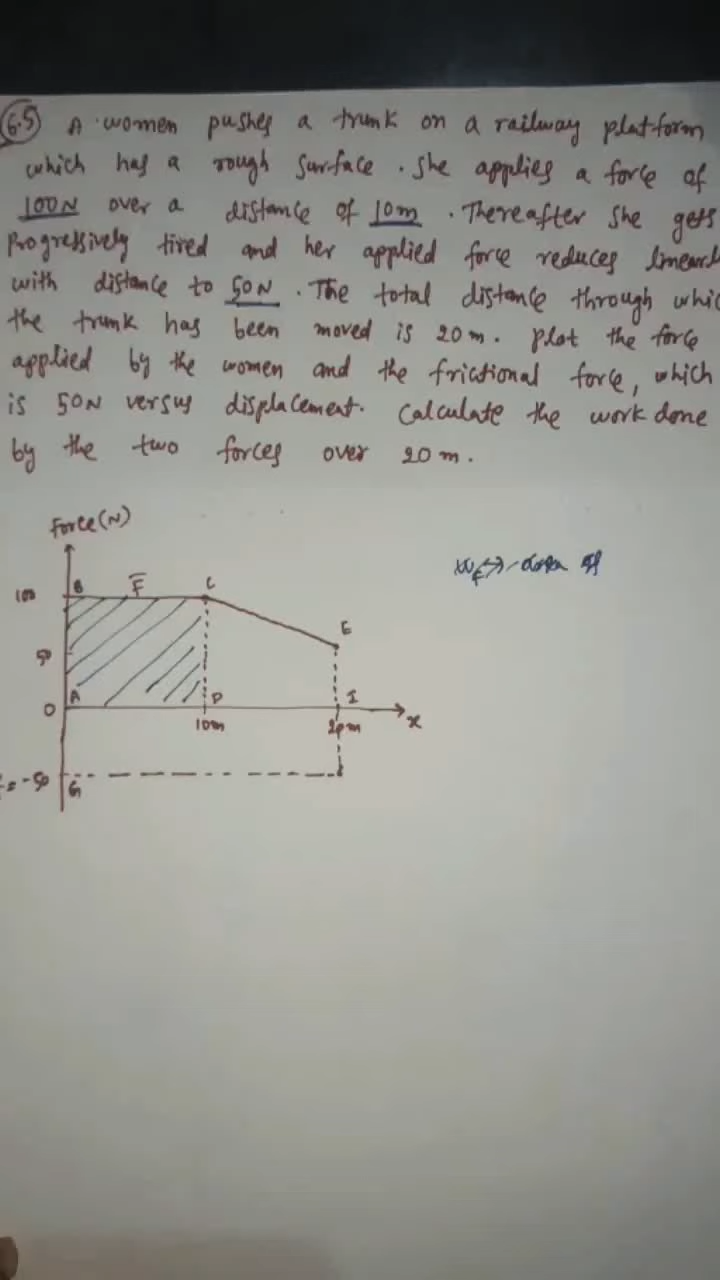 6.5 A women pushes a trunk on a railway platform
which has a rough surface. She applies a force of
100N over a distance of 10m. Thereafter she gets
Progressively tired and her applied force reduces linearl
with distance to 50N. The total distance through whic
the trunk has been moved is 20m. plot the force
applied by the women and the frictional force, which
is 50N versus displacement. Calculate the work done
by the two forces over 20m.
Force(N)
100 B F C
E
50
0 A D I
10m 20m x
= -50 G